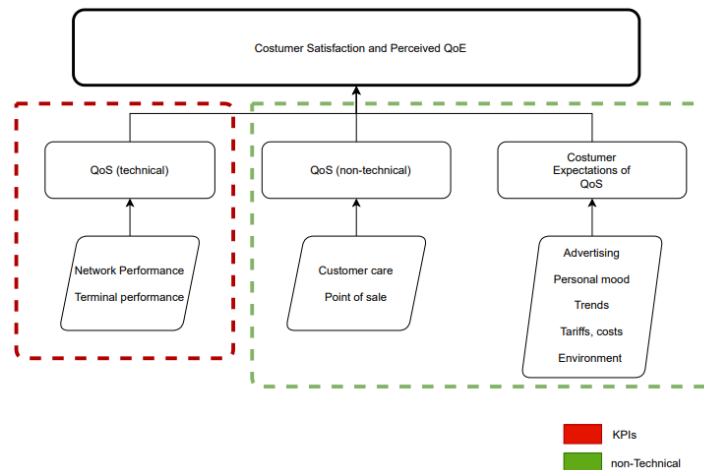 Costumer Satisfaction and Perceived QoE
QoS (technical)
QoS (non-technical)
Costumer
Expectations of
QoS
Network Performance
Terminal performance
Customer care
Point of sale
Advertising
Personal mood
Trends
Tariffs, costs
Environment
KPIs
non-Technical